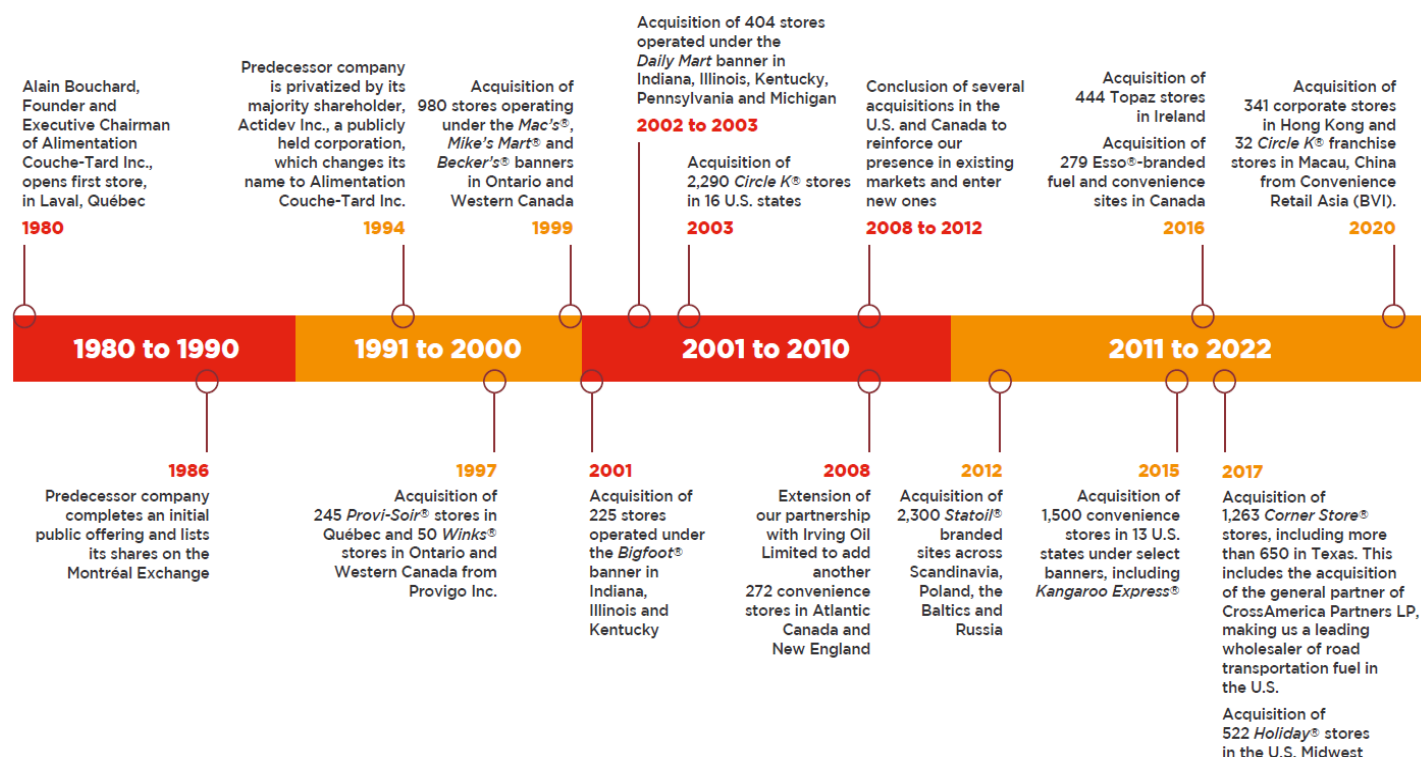 Alain Bouchard,
Founder and
Executive Chairman
of Alimentation
Couche-Tard Inc.,
opens first store,
in Laval, Québec
1980
Predecessor company
is privatized by its
majority shareholder,
Actidev Inc., a publicly
held corporation,
which changes its
name to Alimentation
Couche-Tard Inc.
1994
Acquisition of
980 stores operating
under the Mac's®,
Mike's Mart® and
Becker's® banners
in Ontario and
Western Canada
1999
Acquisition of 404 stores
operated under the
Daily Mart banner in
Indiana, Illinois, Kentucky,
Pennsylvania and Michigan
2002 to 2003
Acquisition of
2,290 Circle K® stores
in 16 U.S. states
2003
Conclusion of several
acquisitions in the
U.S. and Canada to
reinforce our
presence in existing
markets and enter
new ones
2008 to 2012
Acquisition of
444 Topaz stores
in Ireland
Acquisition of
279 Esso®-branded
fuel and convenience
sites in Canada
2016
Acquisition of
341 corporate stores
in Hong Kong and
32 Circle K® franchise
stores in Macau, China
from Convenience
Retail Asia (BVI).
2020
1980 to 1990
1991 to 2000
2001 to 2010
2011 to 2022
1986
Predecessor company
completes an initial
public offering and lists
its shares on the
Montréal Exchange
1997
Acquisition of
245 Provi-Soir® stores in
Québec and 50 Winks®
stores in Ontario and
Western Canada from
Provigo Inc.
2001
Acquisition of
225 stores
operated under
the Bigfoot®
banner in
Indiana,
Illinois and
Kentucky
2008
Extension of
our partnership
with Irving Oil
Limited to add
another
272 convenience
stores in Atlantic
Canada and
New England
2012
Acquisition of
2,300 Statoil®
branded
sites across
Scandinavia,
Poland, the
Baltics and
Russia
2015
Acquisition of
1,500 convenience
stores in 13 U.S.
states under select
banners, including
Kangaroo Express®
2017
Acquisition of
1,263 Corner Store®
stores, including more
than 650 in Texas. This
includes the acquisition
of the general partner of
CrossAmerica Partners LP,
making us a leading
wholesaler of road
transportation fuel in
the U.S.
Acquisition of
522 Holiday® stores
in the U.S. Midwest